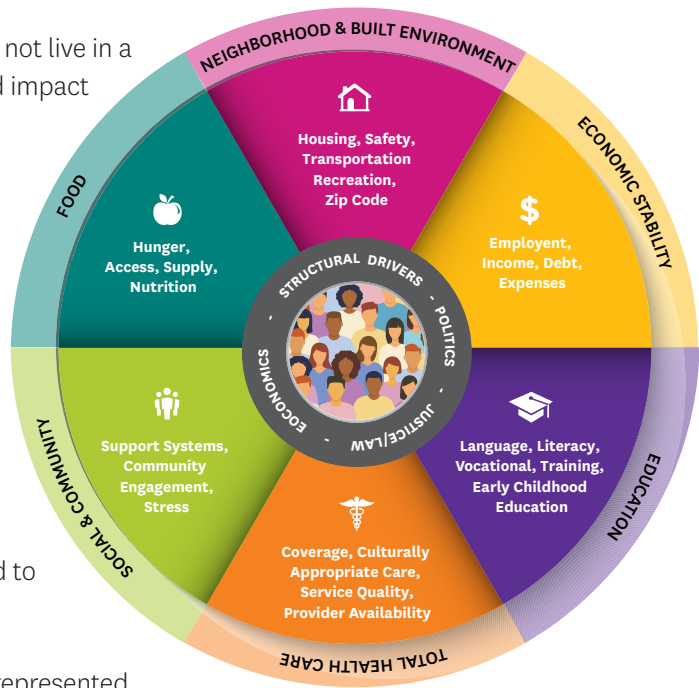 not live in a
d impact
NEIGHBORHOOD & BUILT ENVIRONMENT
Housing, Safety,
Transportation
Recreation,
Zip Code
ECONOMIC STABILITY
$
Employent,
Income, Debt,
Expenses
EDUCATION
Language, Literacy,
Vocational, Training,
Early Childhood
Education
TOTAL HEALTH CARE
Coverage, Culturally
Appropriate Care,
Service Quality,
Provider Availability
SOCIAL & COMMUNITY
Support Systems,
Community
Engagement,
Stress
FOOD
Hunger,
Access, Supply,
Nutrition
- STRUCTURAL DRIVERS - POLITICS - JUSTICE/LAW - EOCONOMICS
d to
represented